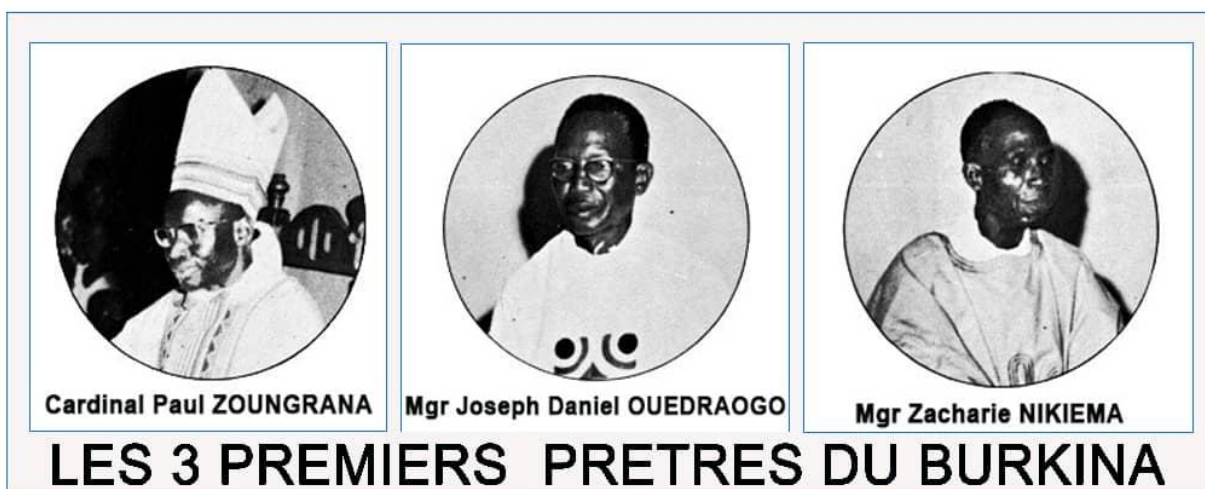 Cardinal Paul ZOUNGRANA
Mgr Joseph Daniel OUEDRAOGO
Mgr Zacharie NIKIEMA
LES 3 PREMIERS PRETRES DU BURKINA